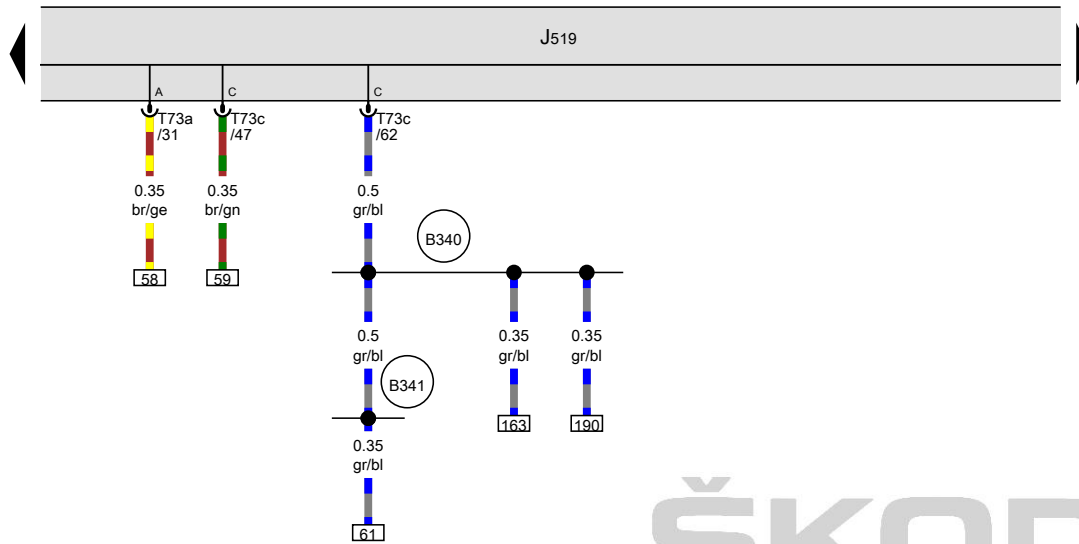 J519
A
C
C
T73a
/31
T73c
/47
T73c
/62
0.35
br/ge
0.35
br/gn
0.5
gr/bl
B340
58
59
0.5
gr/bl
0.35
gr/bl
0.35
gr/bl
B341
163
190
0.35
gr/bl
61